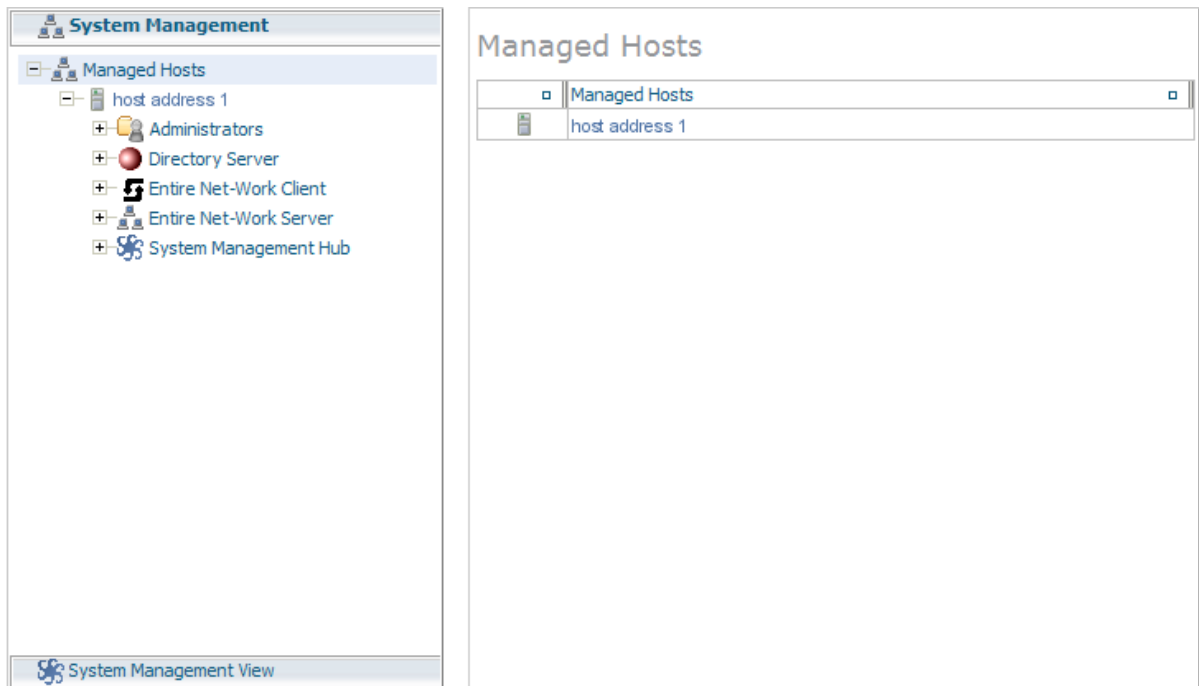 System Management
Managed Hosts
host address 1
Administrators
Directory Server
Entire Net-Work Client
Entire Net-Work Server
System Management Hub
System Management View
Managed Hosts
Managed Hosts
host address 1